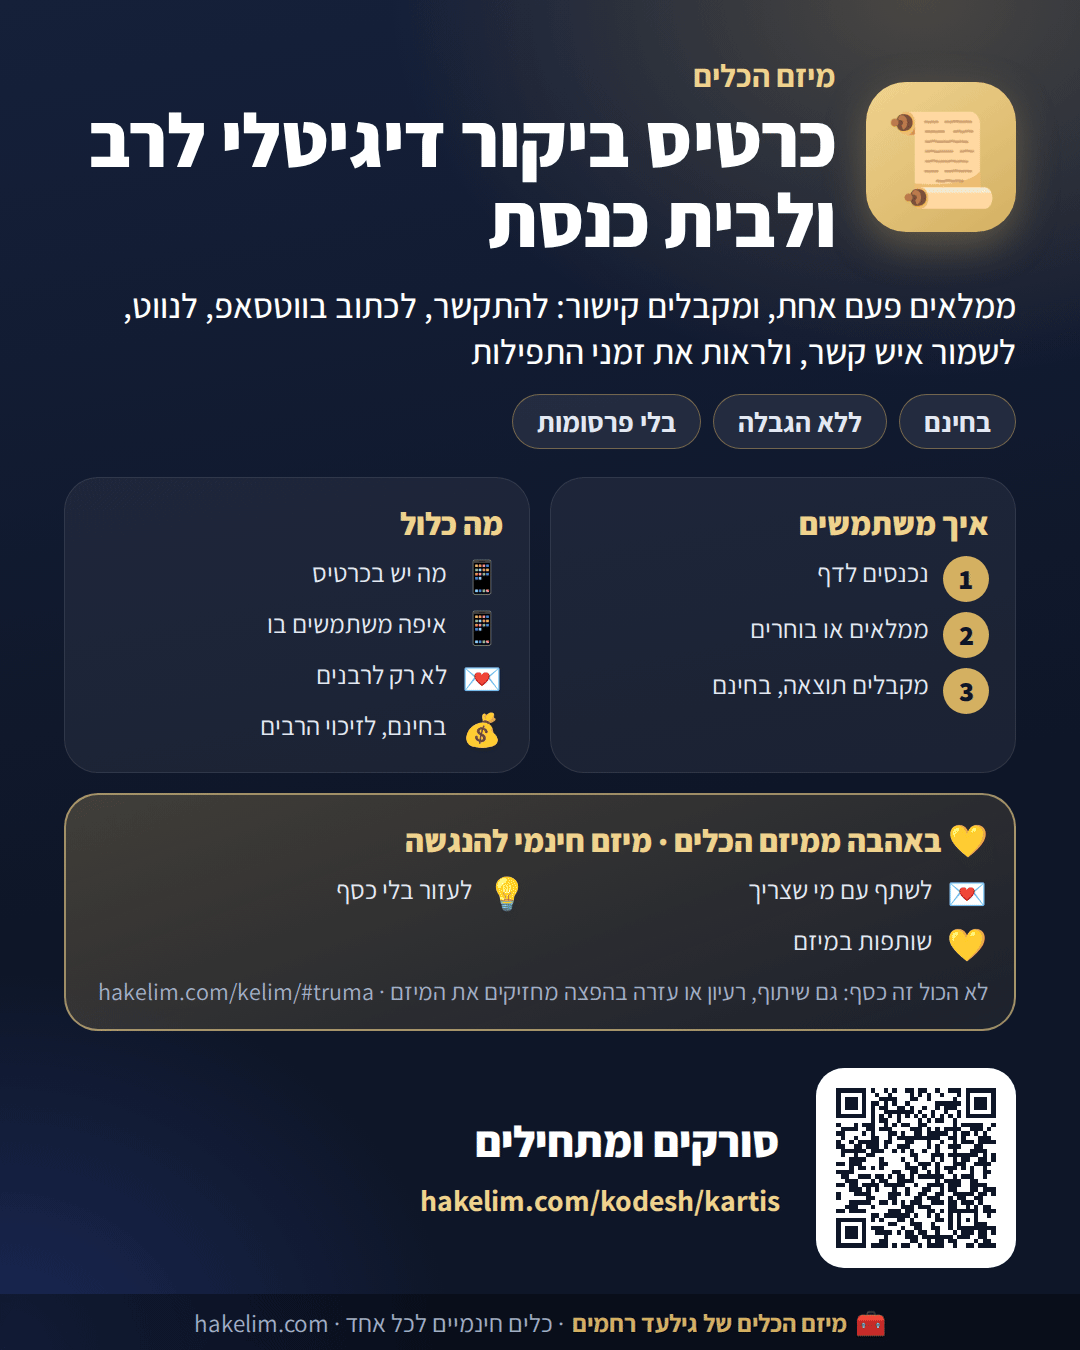 מיזם הכלים
כרטיס ביקור דיגיטלי לרב
ולבית כנסת
ממלאים פעם אחת, ומקבלים קישור: להתקשר, לכתוב בווטסאפ, לנווט,
לשמור איש קשר, ולראות את זמני התפילות
בחינם
ללא הגבלה
בלי פרסומות
איך משתמשים
1 נכנסים לדף
2 ממלאים או בוחרים
3 מקבלים תוצאה, בחינם
מה כלול
מה יש בכרטיס
איפה משתמשים בו
לא רק לרבנים
בחינם, לזיכוי הרבים
באהבה ממיזם הכלים · מיזם חינמי להנגשה
לשתף עם מי שצריך
לעזור בלי כסף
שותפות במיזם
לא הכול זה כסף: גם שיתוף, רעיון או עזרה בהפצה מחזיקים את המיזם · hakelim.com/kelim/#truma
סורקים ומתחילים
hakelim.com/kodesh/kartis
מיזם הכלים של גילעד רחמים · כלים חינמיים לכל אחד · hakelim.com